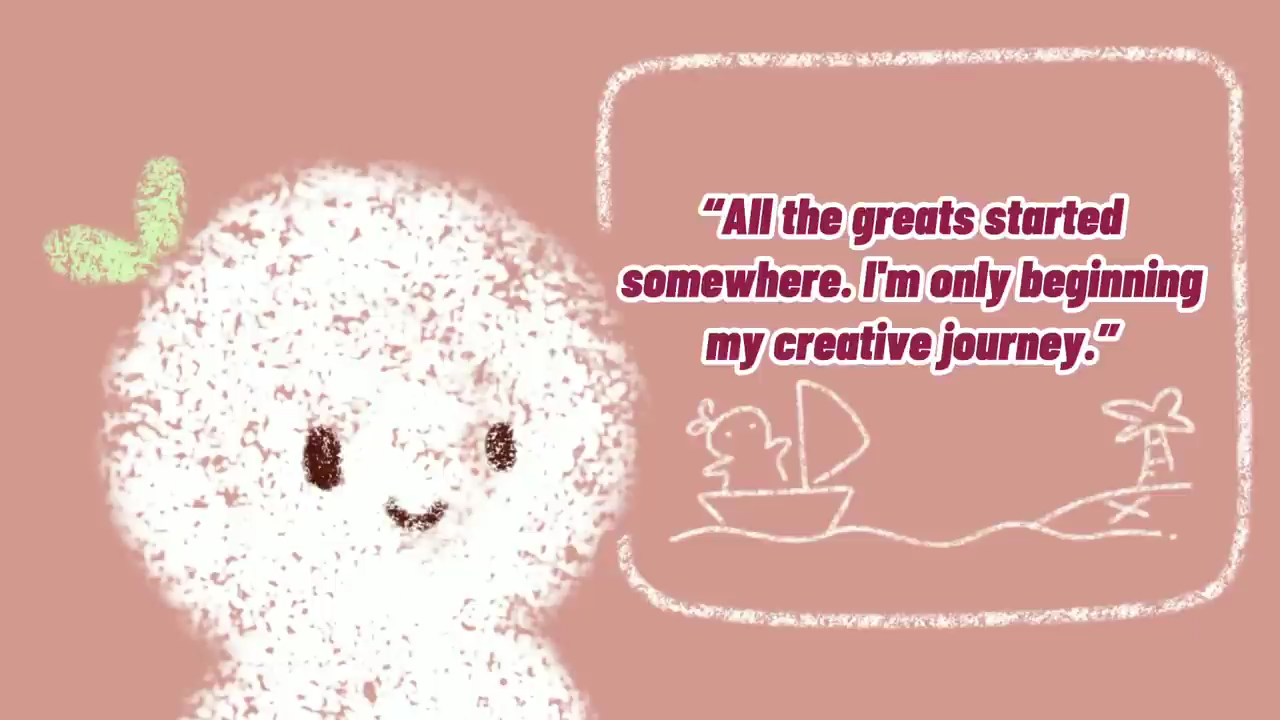 “All the greats started
somewhere. I'm only beginning
my creative journey.”